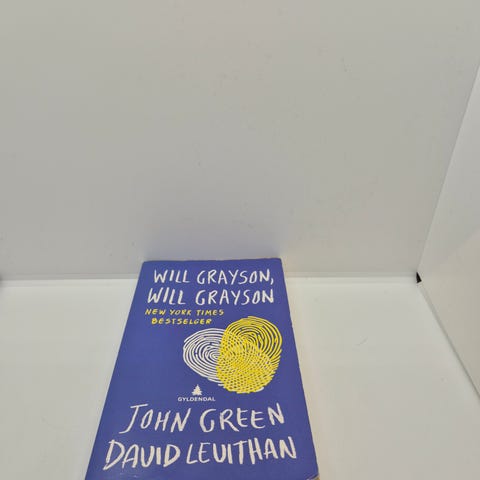 WILL GRAYSON,
WILL GRAYSON
NEW YORK TIMES
BESTSELGER
GYLDENDAL
JOHN GREEN
DAVID LEVITHAN